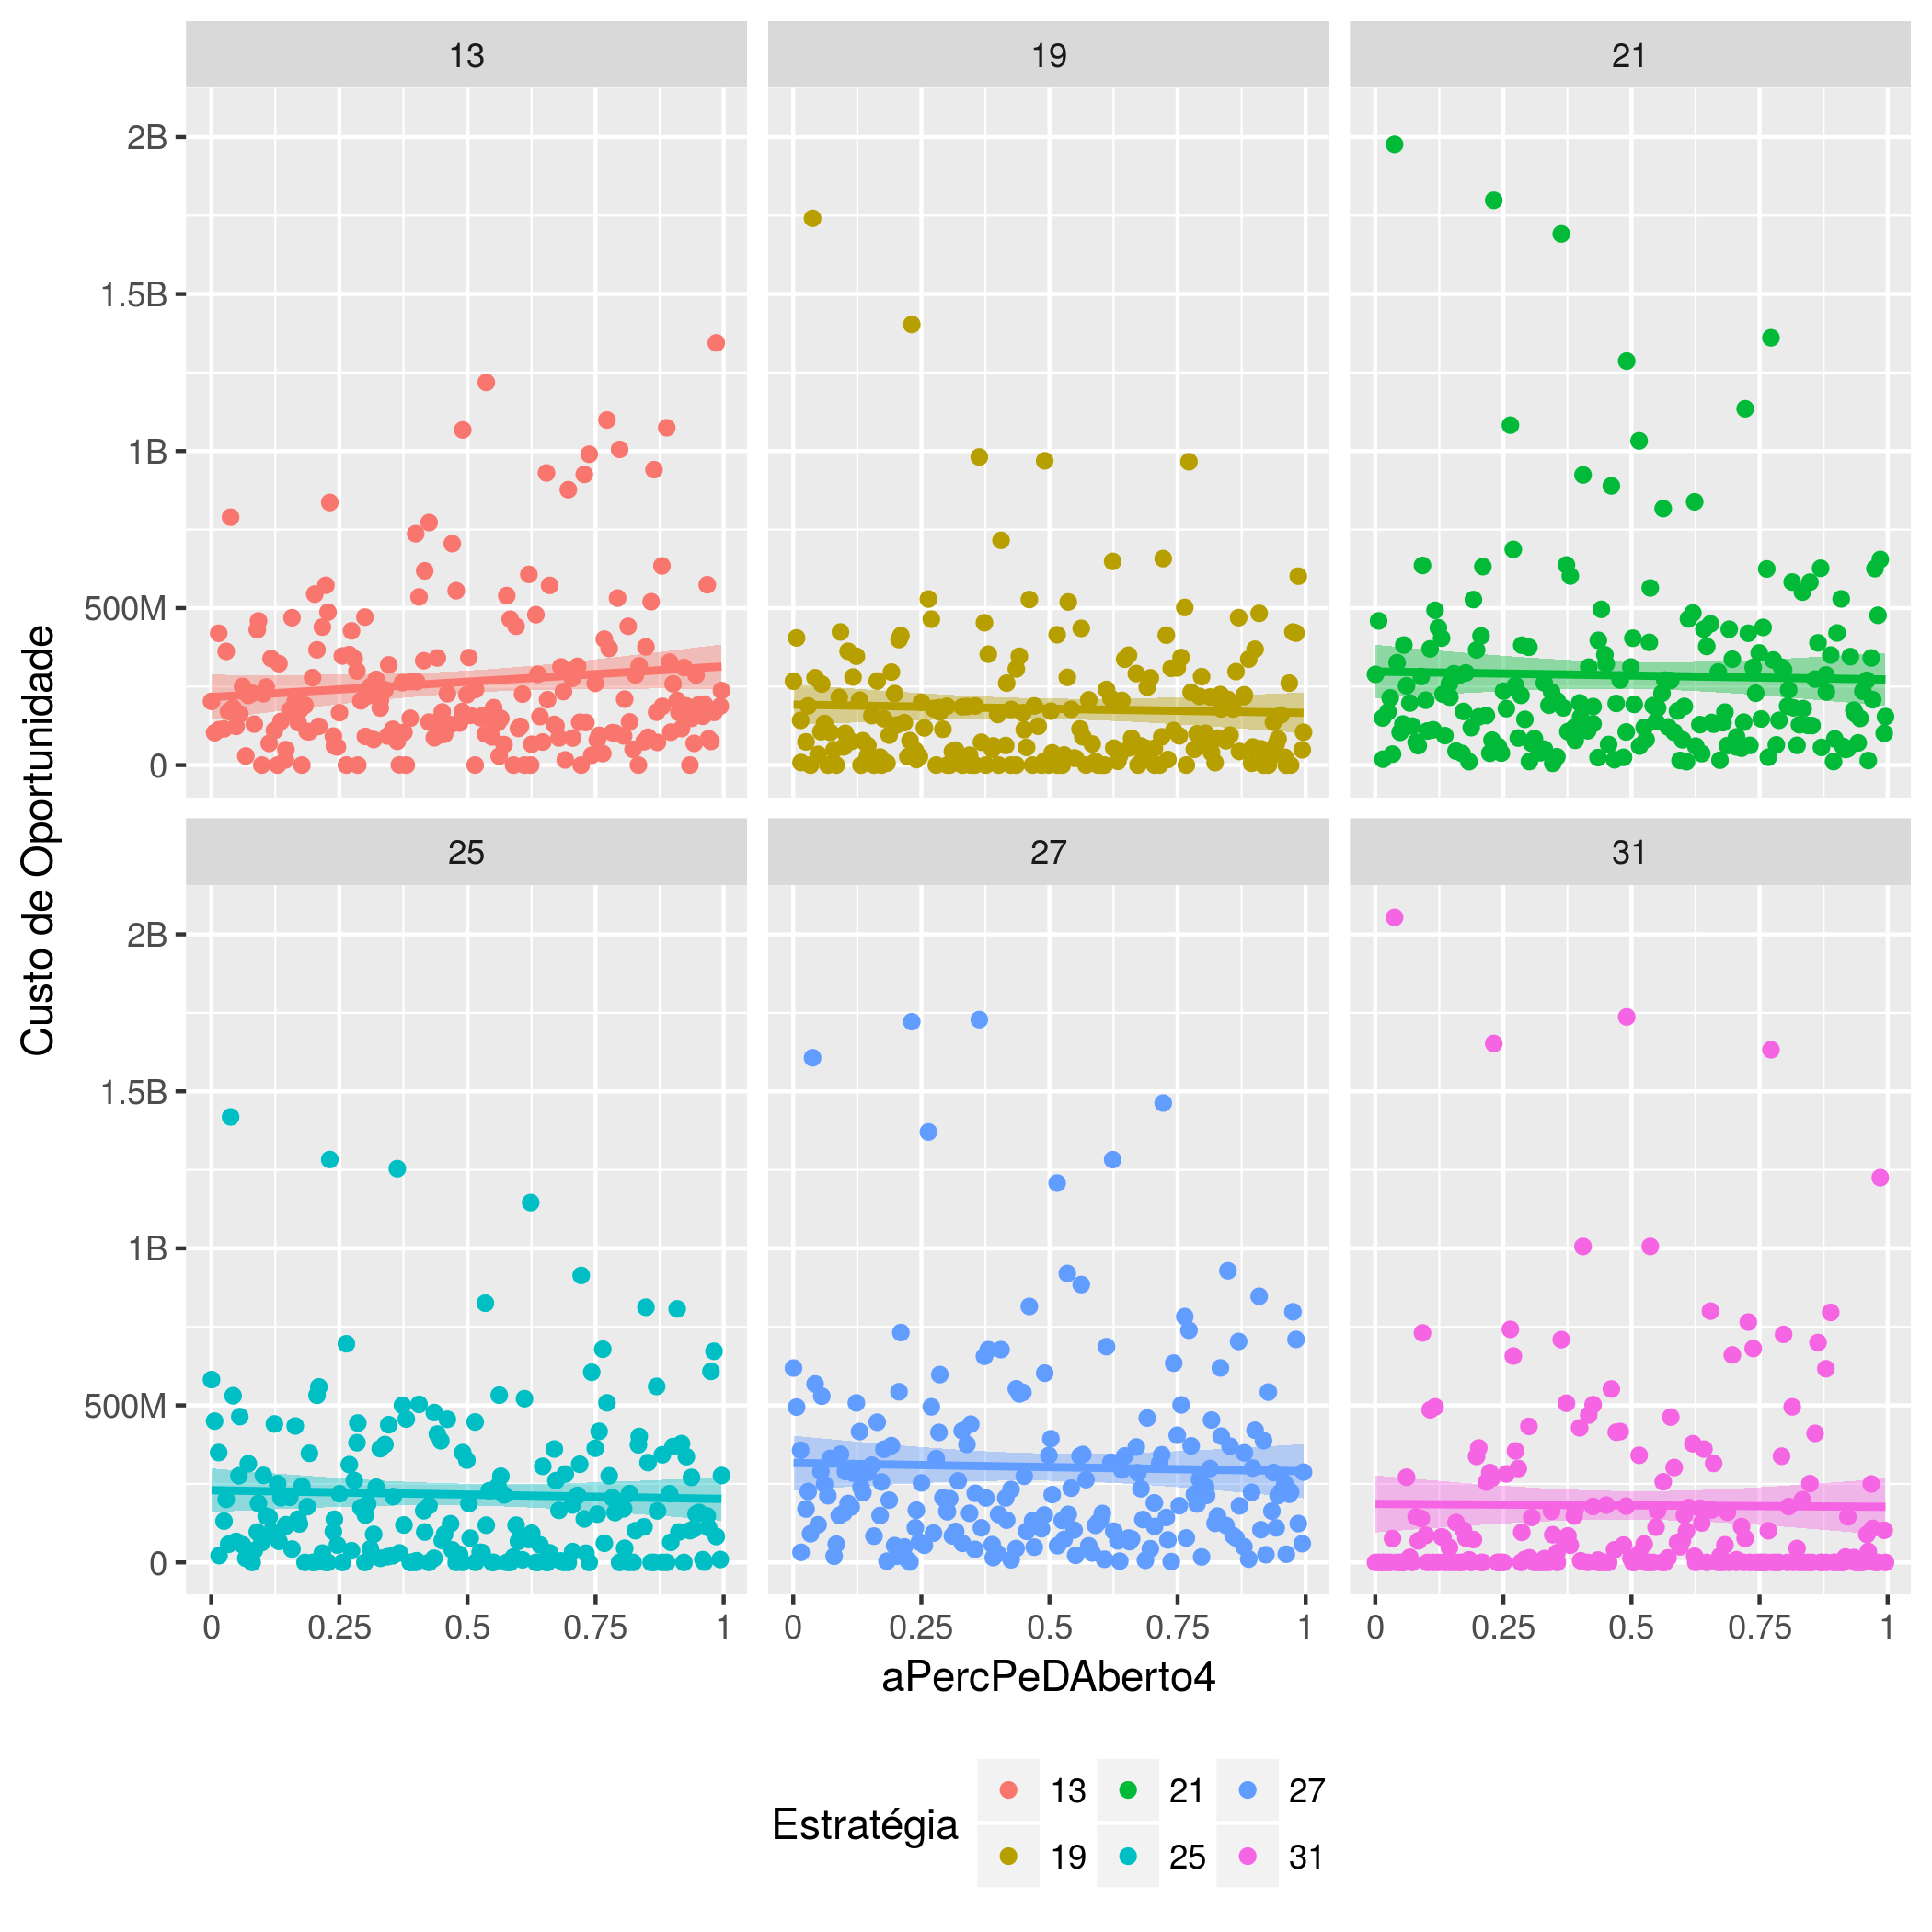 13 19 21
2B
1.5B
1B
500M
0
25 27 31
2B
1.5B
1B
500M
0
0 0.25 0.5 0.75 1 0 0.25 0.5 0.75 1 0 0.25 0.5 0.75 1
Custo de Oportunidade
aPercPeDAberto4
Estratégia
13 21 27
19 25 31